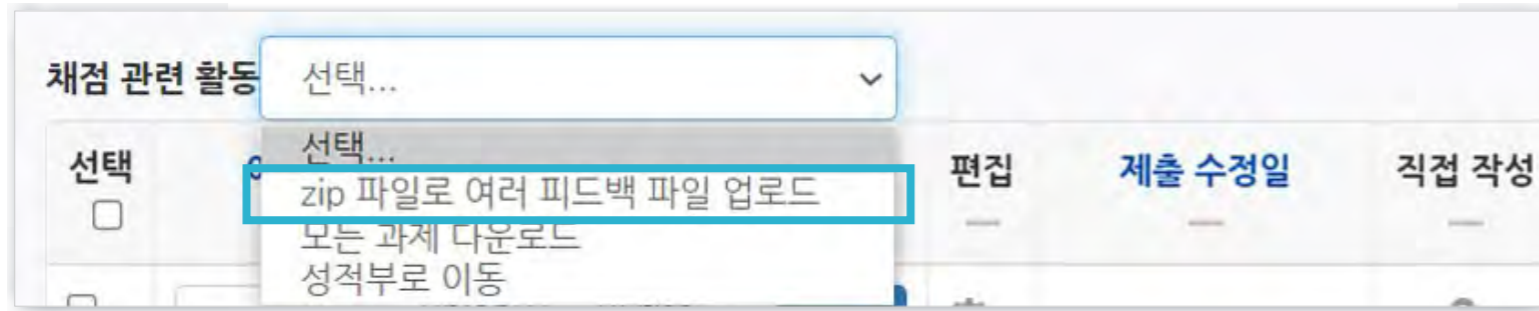 채점 관련 활동 선택...
선택...
zip 파일로 여러 피드백 파일 업로드
모든 과제 다운로드
성적부로 이동
선택 편집 제출 수정일 직접 작성